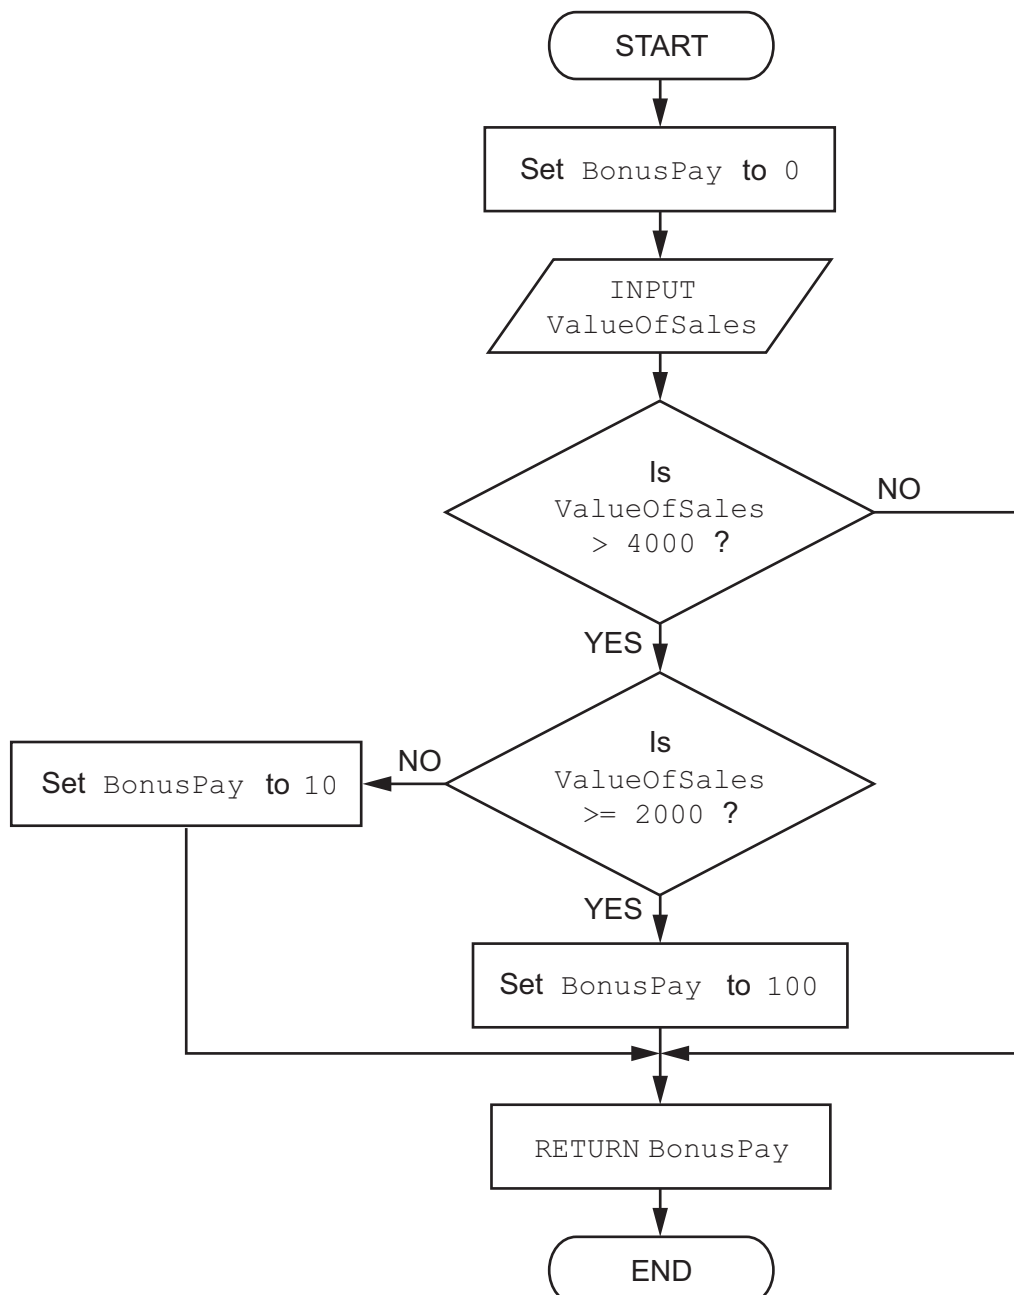 START
Set BonusPay to 0
INPUT
ValueOfSales
Is
ValueOfSales
> 4000 ?
NO
YES
Is
ValueOfSales
>= 2000 ?
NO
Set BonusPay to 10
YES
Set BonusPay to 100
RETURN BonusPay
END